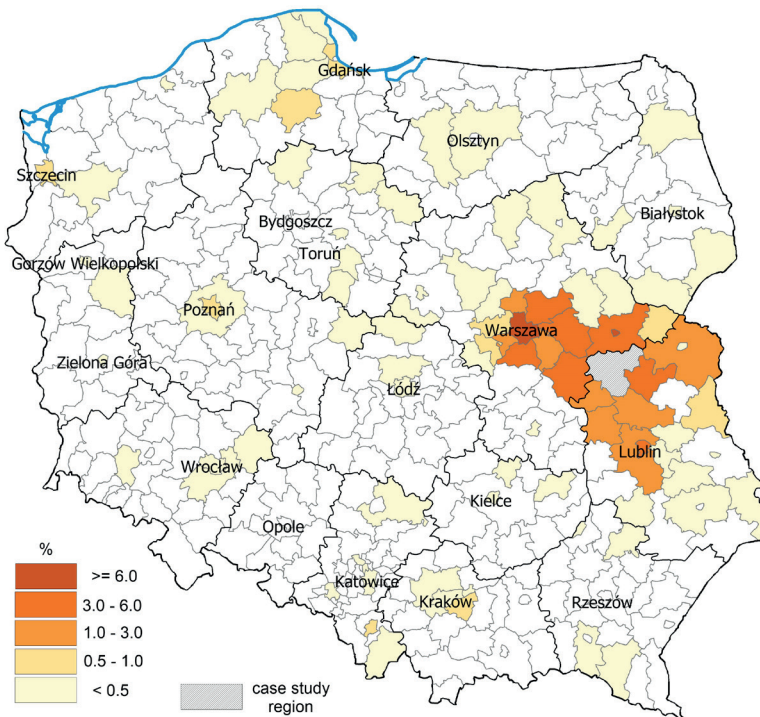 Gdańsk
Olsztyn
Szczecin
Bydgoszcz
Białystok
Toruń
Gorzów Wielkopolski
Poznań
Warszawa
Zielona Góra
Łódź
Lublin
Wrocław
Kielce
Opole
%
>= 6.0
3.0 - 6.0
1.0 - 3.0
0.5 - 1.0
< 0.5
Katowice
Kraków
Rzeszów
case study
region